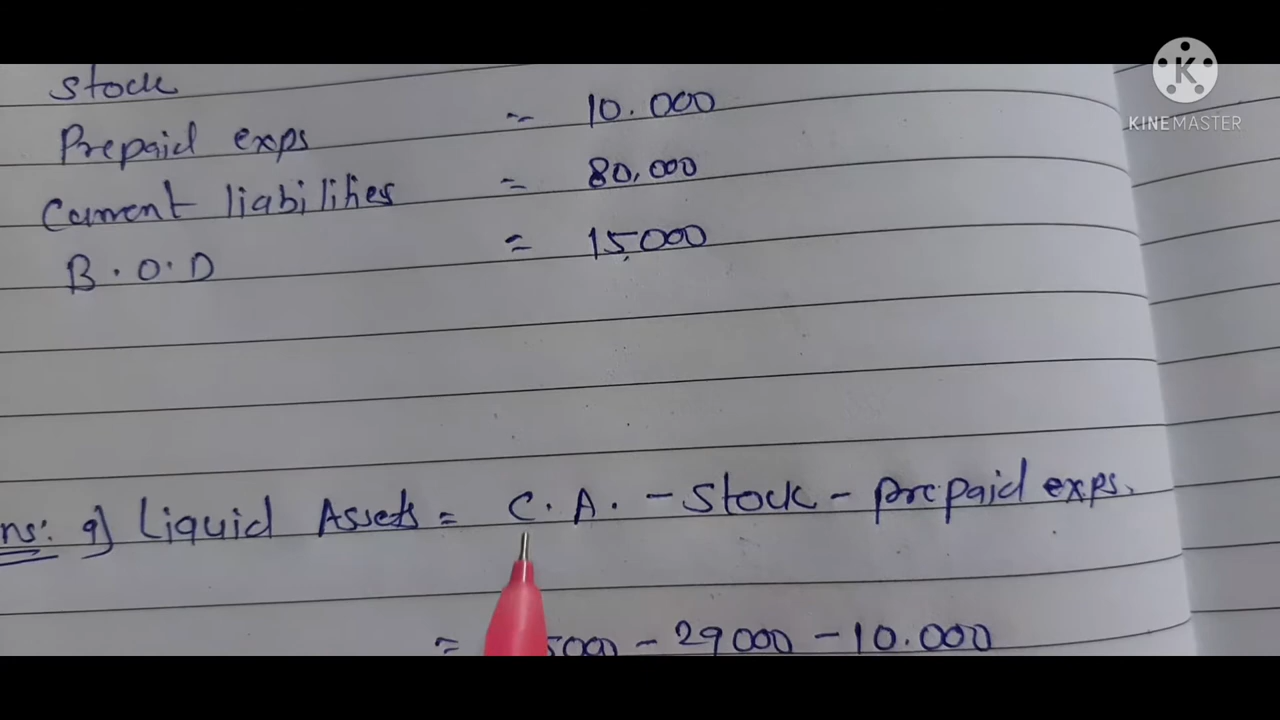 stock
KINEMASTER
Prepaid exps = 10.000
Current liabilities = 80,000
B.O.D = 15,000
ns: a) Liquid Assets = C.A. - Stock - prepaid exps.
= 5000 - 29000 - 10.000